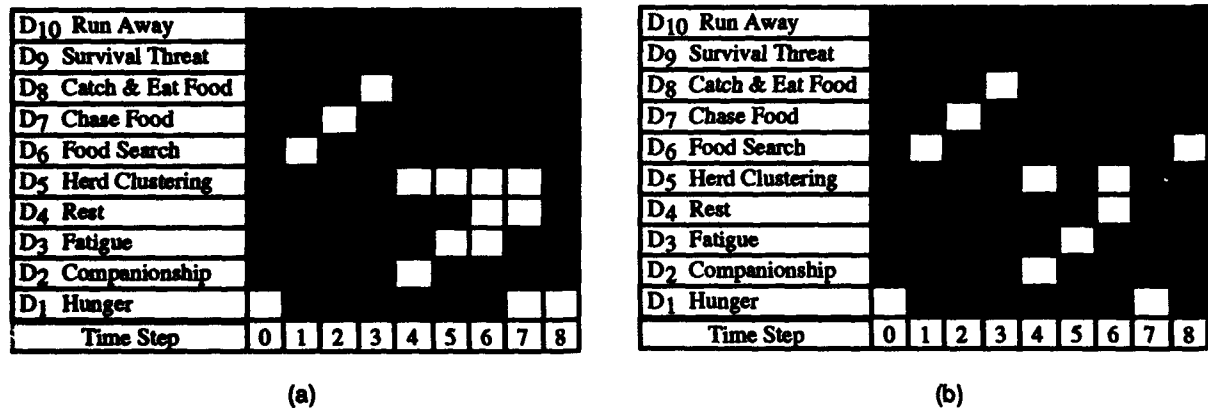 D10 Run Away
D9 Survival Threat
D8 Catch & Eat Food
D7 Chase Food
D6 Food Search
D5 Herd Clustering
D4 Rest
D3 Fatigue
D2 Companionship
D1 Hunger
Time Step 0 1 2 3 4 5 6 7 8
(a)
D10 Run Away
D9 Survival Threat
D8 Catch & Eat Food
D7 Chase Food
D6 Food Search
D5 Herd Clustering
D4 Rest
D3 Fatigue
D2 Companionship
D1 Hunger
Time Step 0 1 2 3 4 5 6 7 8
(b)